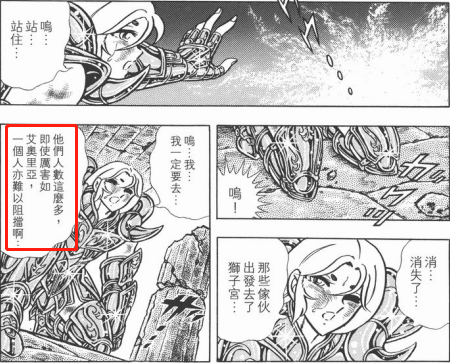 嗚…
站…
站住…
嗚！
消…
消失了…
那些傢伙
出發去了
獅子宮…
嗚…我…
我一定要去…
他們人數這麼多，
即使厲害如
艾奧里亞，
一個人亦難以阻擋啊…